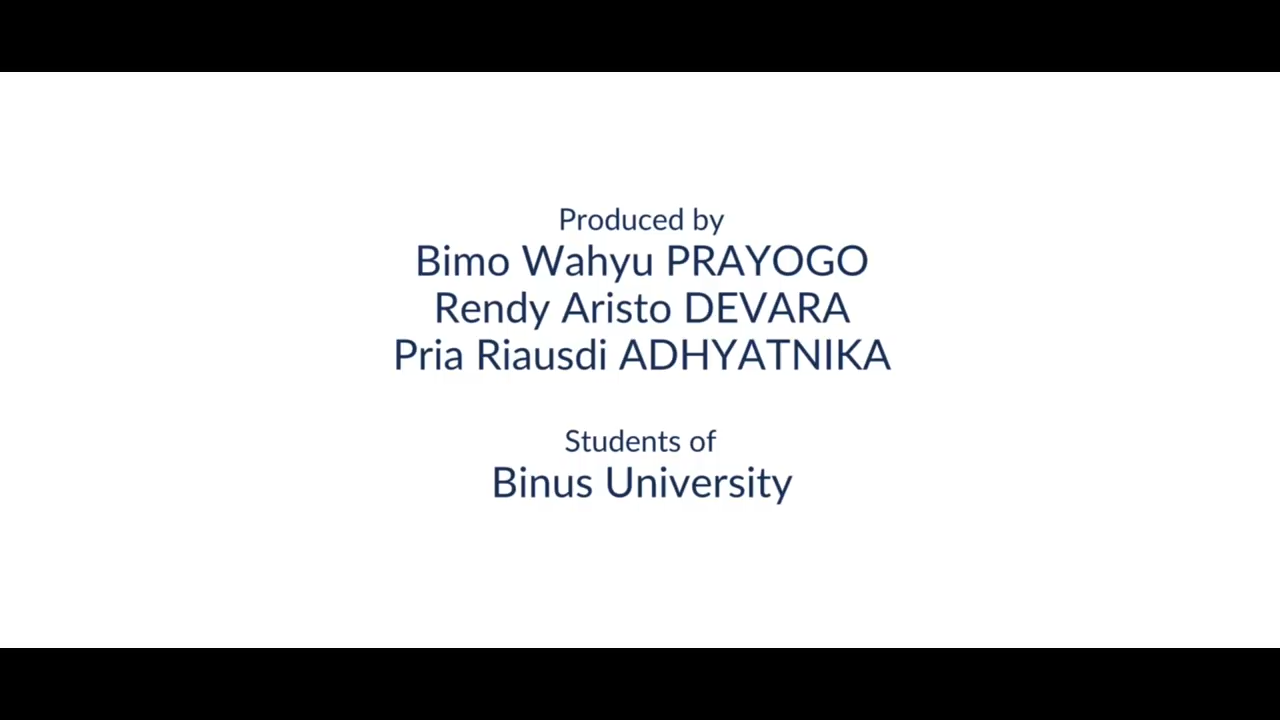 Produced by
Bimo Wahyu PRAYOGO
Rendy Aristo DEVARA
Pria Riausdi ADHYATNIKA
Students of
Binus University